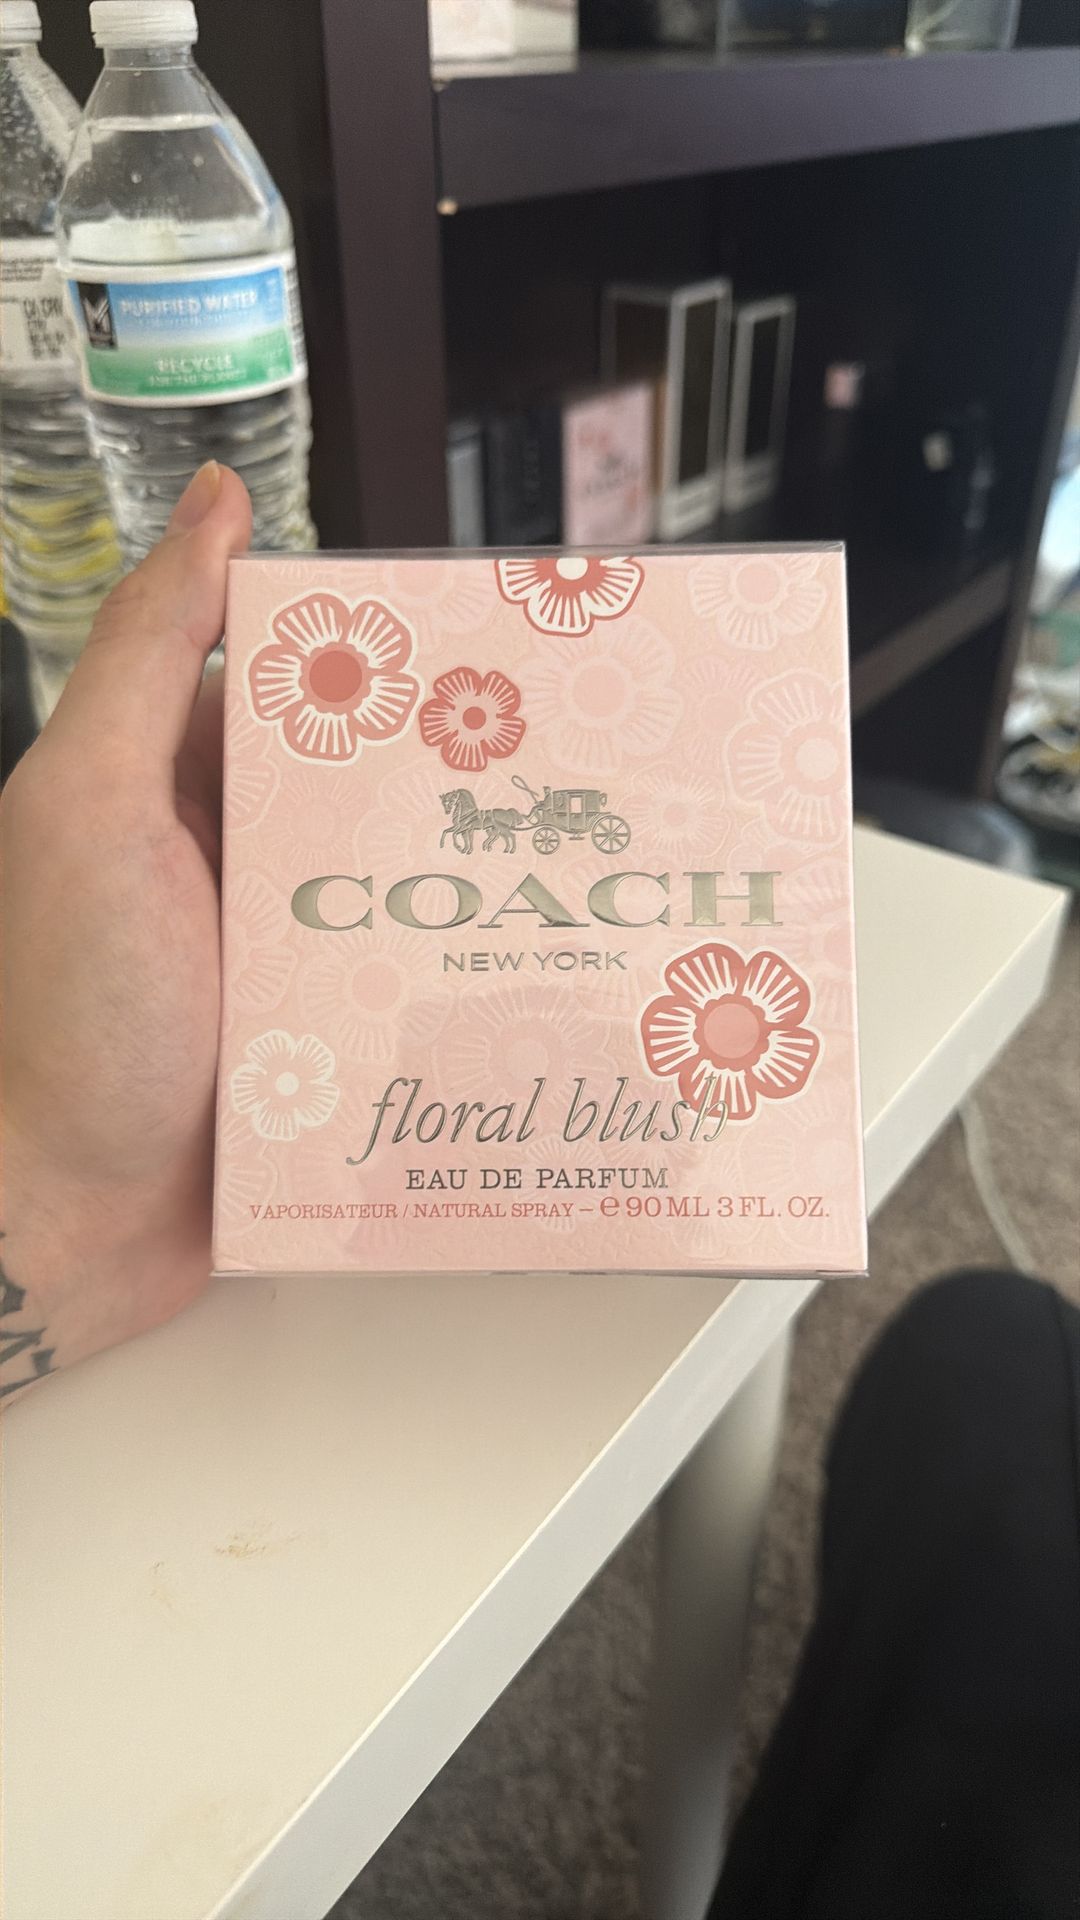 PURIFIED WATER
RECYCLE
COACH
NEW YORK
floral blush
EAU DE PARFUM
VAPORISATEUR / NATURAL SPRAY – e 90 ML 3 FL. OZ.